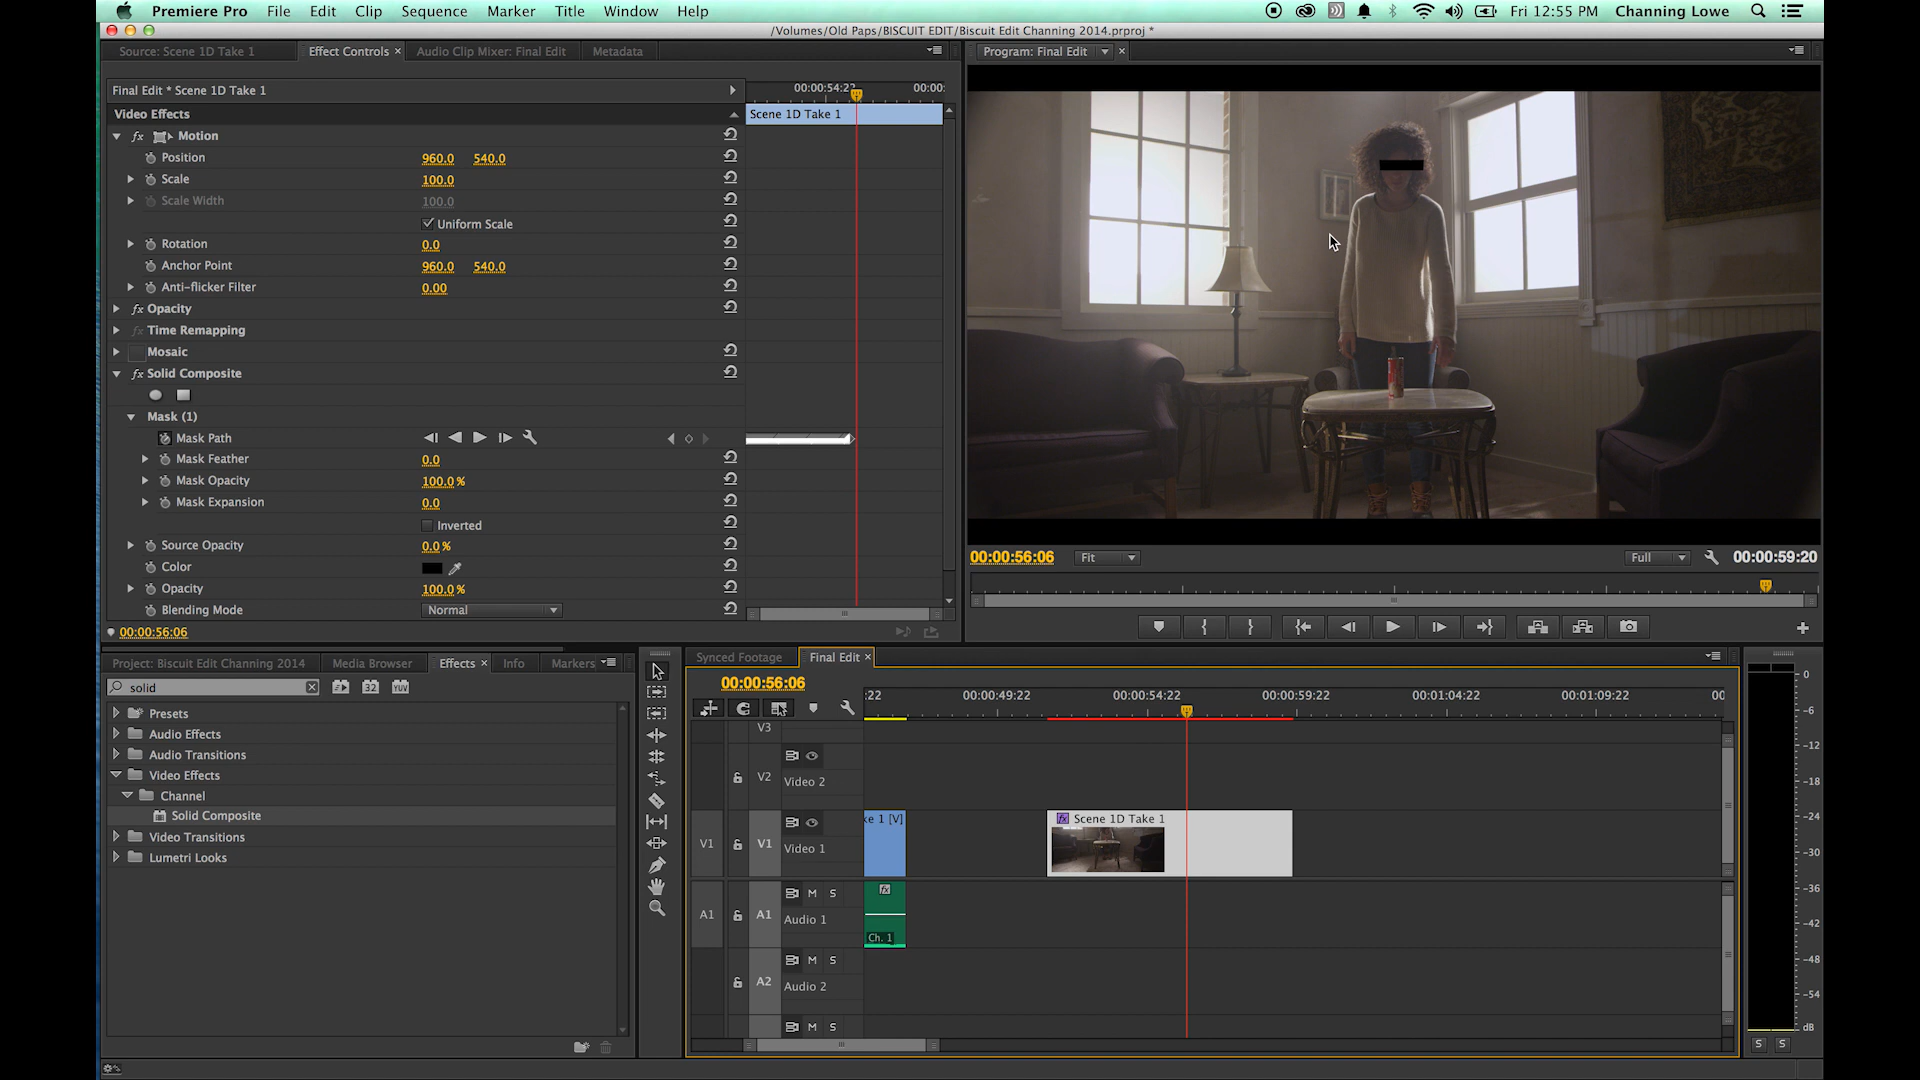 Premiere Pro File Edit Clip Sequence Marker Title Window Help Fri 12:55 PM Channing Lowe
/Volumes/Old Paps/BISCUIT EDIT/Biscuit Edit Channing 2014.prproj *
Source: Scene 1D Take 1 Effect Controls × Audio Clip Mixer: Final Edit Metadata
Program: Final Edit ×
Final Edit * Scene 1D Take 1 00:00:54:22 00:00:
Video Effects Scene 1D Take 1
fx Motion
Position 960.0 540.0
Scale 100.0
Scale Width 100.0
Uniform Scale
Rotation 0.0
Anchor Point 960.0 540.0
Anti-flicker Filter 0.00
fx Opacity
fx Time Remapping
Mosaic
fx Solid Composite
Mask (1)
Mask Path
Mask Feather 0.0
Mask Opacity 100.0 %
Mask Expansion 0.0
Inverted
Source Opacity 0.0 %
Color
Opacity 100.0 %
Blending Mode Normal
00:00:56:06
00:00:56:06 Fit Full 00:00:59:20
Project: Biscuit Edit Channing 2014 Media Browser Effects × Info Markers
solid 32 YUV
Presets
Audio Effects
Audio Transitions
Video Effects
Channel
Solid Composite
Video Transitions
Lumetri Looks
Synced Footage Final Edit ×
00:00:56:06 :22 00:00:49:22 00:00:54:22 00:00:59:22 00:01:04:22 00:01:09:22 00
V3
V2 Video 2
V1 V1 Video 1
ke 1 [V] fx Scene 1D Take 1
A1 A1 M S Audio 1
fx Ch. 1
A2 M S Audio 2
M S
0
-6
-12
-18
-24
-30
-36
-42
-48
-54
dB
S S